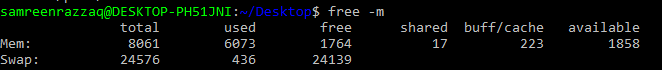 samreenrazzaq@DESKTOP-PH51JNI:~/Desktop$ free -m
              total        used        free      shared  buff/cache   available
Mem:           8061        6073        1764          17         223        1858
Swap:         24576         436       24139